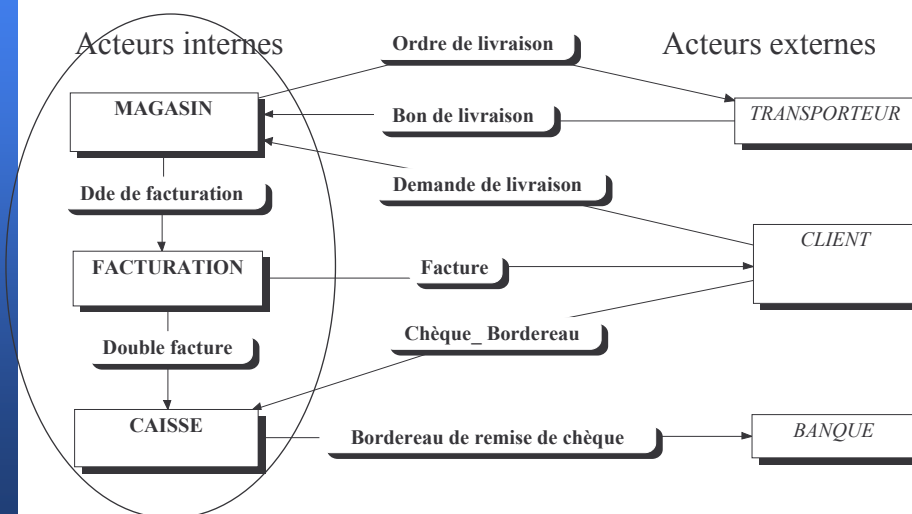 Acteurs internes
Ordre de livraison
Acteurs externes
MAGASIN
Bon de livraison
TRANSPORTEUR
Dde de facturation
Demande de livraison
CLIENT
FACTURATION
Facture
Double facture
Chèque_ Bordereau
CAISSE
Bordereau de remise de chèque
BANQUE